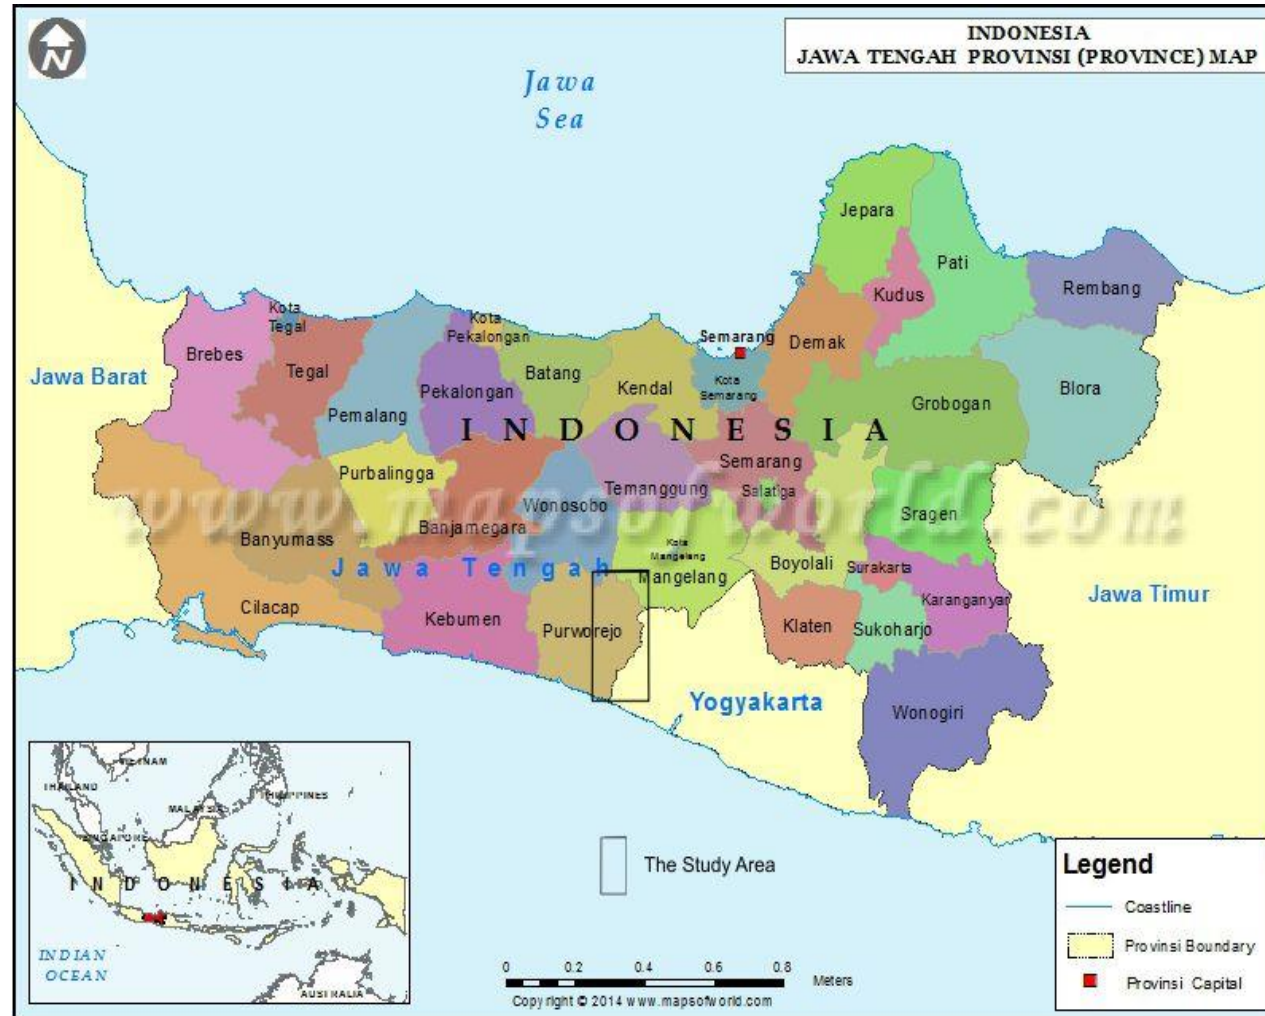 N
INDONESIA
JAWA TENGAH PROVINSI (PROVINCE) MAP
Jawa
Sea
Jepara
Pati
Rembang
Kudus
Kota
Tegal
Kota
Pekalongan
Semarang
Demak
Brebes
Tegal
Jawa Barat
Batang
Kendal
Kota
Semarang
Blora
Pekalongan
Grobogan
Pemalang
INDONESIA
Purbalingga
Semarang
Temanggung
Salatiga
Wonosobo
Sragen
www.mapsofworld.com
Banjarnegara
Banyumass
Kota
Mangelang
Boyolali
Surakarta
Jawa Tengah
Mangelang
Jawa Timur
Karanganyar
Cilacap
Kebumen
Purworejo
Klaten
Sukoharjo
Yogyakarta
Wonogiri
VIETNAM
THAILAND
PHILIPPINES
MALAYSIA
SINGAPORE
INDONESIA
INDIAN
OCEAN
AUSTRALIA
The Study Area
0 0.2 0.4 0.6 0.8
Meters
Copyright © 2014 www.mapsofworld.com
Legend
Coastline
Provinsi Boundary
Provinsi Capital